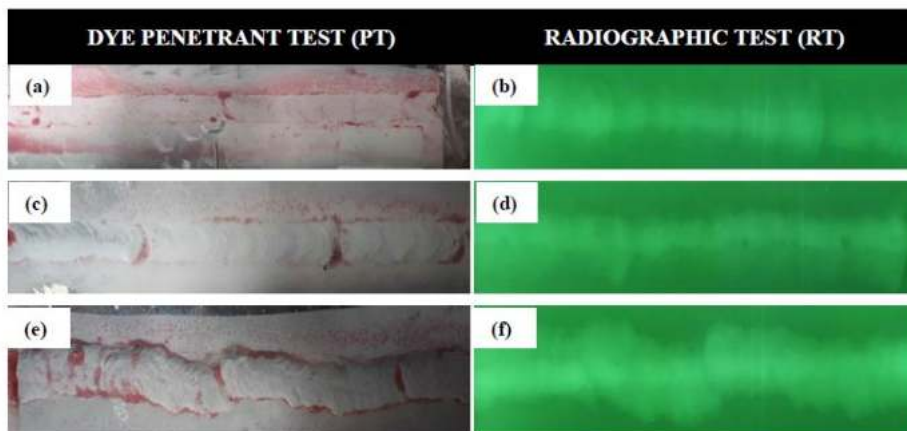 DYE PENETRANT TEST (PT)
RADIOGRAPHIC TEST (RT)
(a)
(b)
(c)
(d)
(e)
(f)